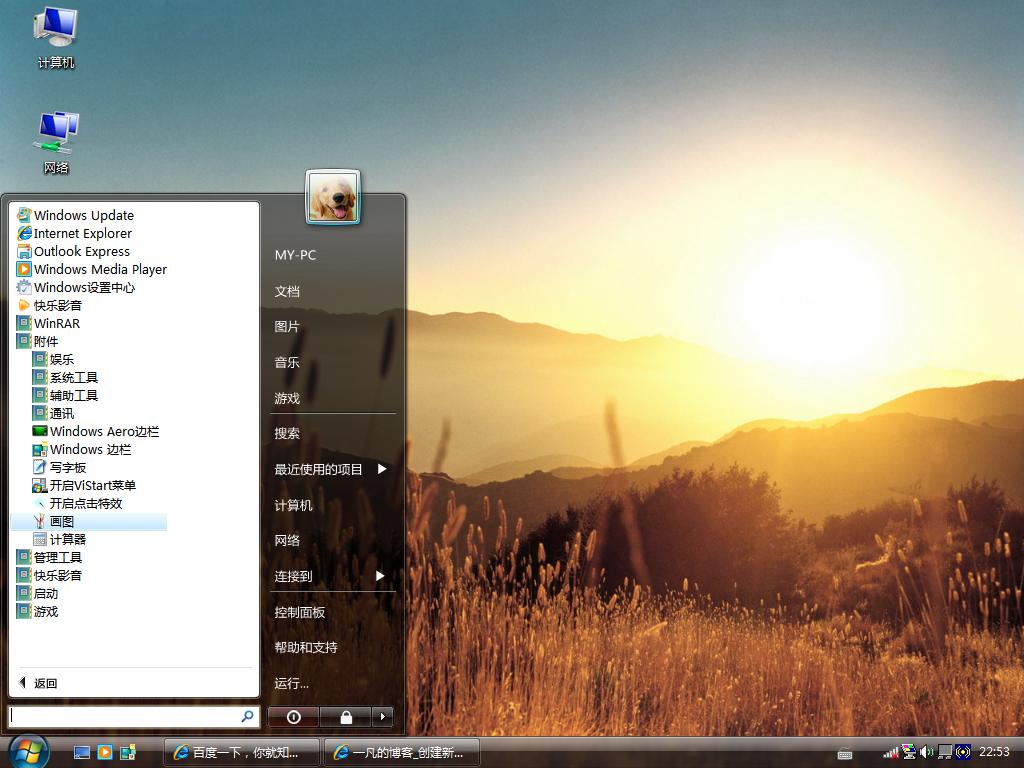 计算机
网络
Windows Update
Internet Explorer
Outlook Express
Windows Media Player
Windows设置中心
快乐影音
WinRAR
附件
娱乐
系统工具
辅助工具
通讯
Windows Aero边栏
Windows 边栏
写字板
开启ViStart菜单
开启点击特效
画图
计算器
管理工具
快乐影音
启动
游戏
返回
MY-PC
文档
图片
音乐
游戏
搜索
最近使用的项目
计算机
网络
连接到
控制面板
帮助和支持
运行...
百度一下，你就知...
一凡的博客_创建新...
22:53